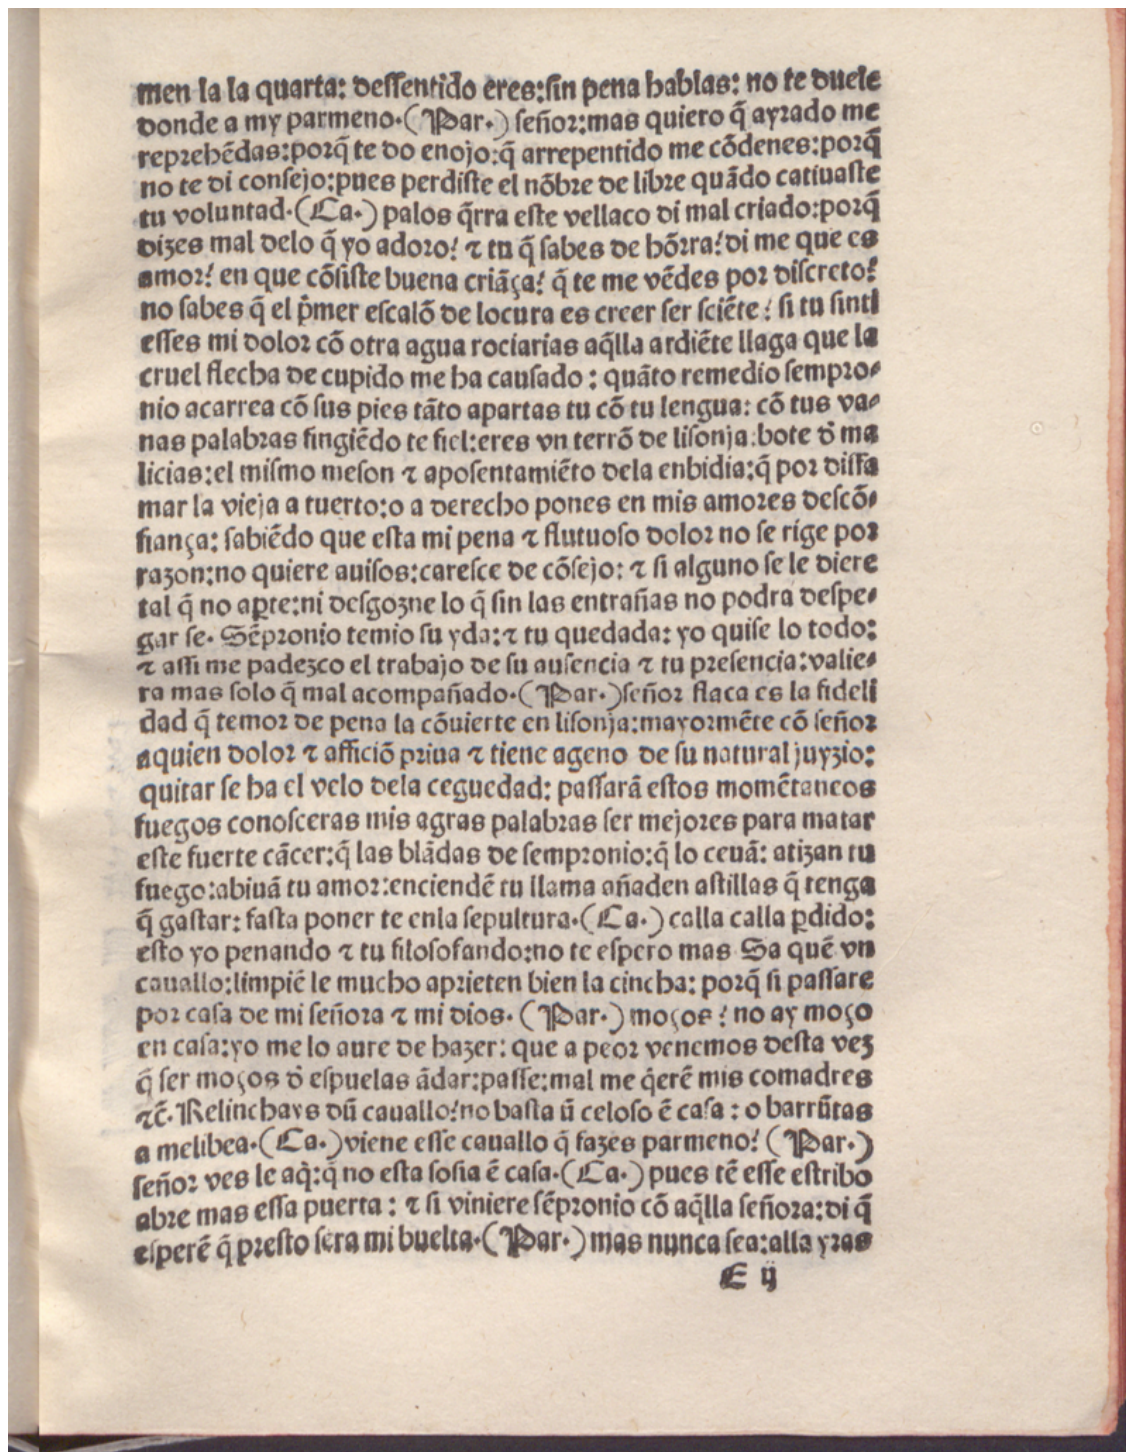 men la la quarta: dessentido eres:sin pena hablas: no te duele
donde a my parmeno.(Par.) señor:mas quiero q̃ ayrado me
reprehẽdas:porq̃ te do enojo:q̃ arrepentido me cõdenes:porq̃
no te di consejo:pues perdiste el nõbre de libre quãdo catiuaste
tu voluntad.(Ca.) palos q̃rra este vellaco di mal criado:porq̃
dizes mal delo q̃ yo adoro? ⁊ tu q̃ sabes de hõrra?di me que es
amor? en que cõsiste buena criãça? q̃ te me vẽdes por discreto?
no sabes q̃ el p̃mer escalõ de locura es creer ser sciẽte? si tu sinti
esses mi dolor cõ otra agua rociarias aq̃lla ardiẽte llaga que la
cruel flecha de cupido me ha causado : quãto remedio sempro⸗
nio acarrea cõ sus pies tãto apartas tu cõ tu lengua: cõ tus va⸗
nas palabras fingiẽdo te fiel:eres vn terrõ de lisonja:bote d̃ ma
licias:el mismo meson ⁊ aposentamiẽto dela enbidia:q̃ por diffa
mar la vieja a tuerto:o a derecho pones en mis amores descõ⸗
fiança: sabiẽdo que esta mi pena ⁊ flutuoso dolor no se rige por
razon:no quiere auisos:caresce de cõsejo: ⁊ si alguno se le diere
tal q̃ no aꝑte:ni desgozne lo q̃ sin las entrañas no podra despe⸗
gar se. Sẽpronio temio su yda:⁊ tu quedada: yo quise lo todo:
⁊ assi me padezco el trabajo de su ausencia ⁊ tu presencia:valie⸗
ra mas solo q̃ mal acompañado.(Par.)señor flaca es la fideli
dad q̃ temor de pena la cõuierte en lisonja:mayormẽte cõ señor
aquien dolor ⁊ afficiõ priua ⁊ tiene ageno de su natural juyzio:
quitar se ha el velo dela ceguedad: passarã estos momẽtaneos
fuegos conosceras mis agras palabras ser mejores para matar
este fuerte cãcer:q̃ las blãdas de sempronio:q̃ lo ceuã: atizan tu
fuego:abiuã tu amor:enciendẽ tu llama añaden astillas q̃ tenga
q̃ gastar: fasta poner te enla sepultura.(Ca.) calla calla ꝑdido:
esto yo penando ⁊ tu filosofando:no te espero mas Sa quẽ vn
cauallo:limpiẽ le mucho aprieten bien la cincha: porq̃ si passare
por casa de mi señora ⁊ mi dios. (Par.) moços? no ay moço
en casa:yo me lo aure de hazer: que a peor venemos desta vez
q̃ ser moços d̃ espuelas ãdar:passe:mal me q̃erẽ mis comadres
⁊c̃. Relinchays dũ cauallo?no basta ũ celoso ẽ casa : o barrũtas
a melibea.(Ca.)viene esse cauallo q̃ fazes parmeno? (Par.)
señor ves le aq̃:q̃ no esta sosia ẽ casa.(Ca.) pues tẽ esse estribo
abre mas essa puerta: ⁊ si viniere sẽpronio cõ aq̃lla señora:di q̃
esperẽ q̃ presto sera mi buelta.(Par.) mas nunca sea:alla yras
E ij